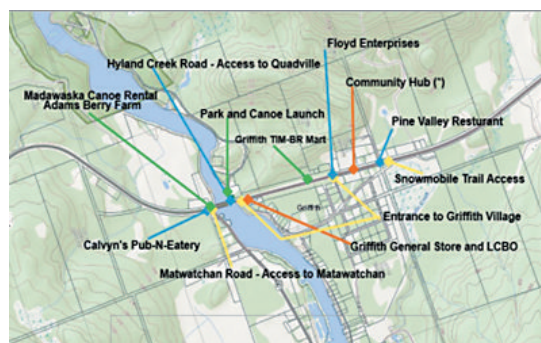 Floyd Enterprises
Hyland Creek Road - Access to Quadville
Community Hub (")
Madawaska Canoe Rental
Adams Berry Farm
Park and Canoe Launch
Pine Valley Resturant
Griffith TIM-BR Mart
Snowmobile Trail Access
Griffith
Entrance to Griffith Village
Calvyn's Pub-N-Eatery
Griffith General Store and LCBO
Matwatchan Road - Access to Matawatchan